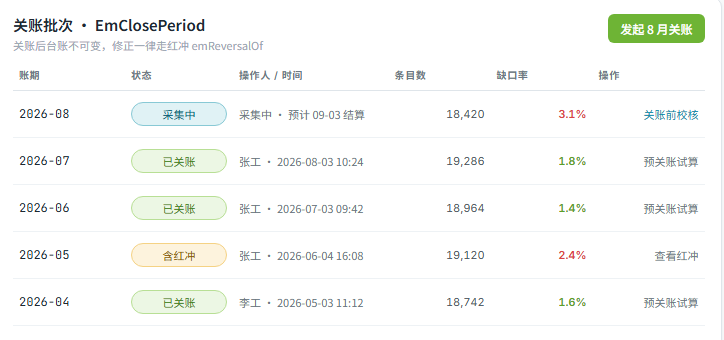 关账批次 · EmClosePeriod
发起 8 月关账
关账后台账不可变，修正一律走红冲 emReversalOf
账期 状态 操作人 / 时间 条目数 缺口率 操作
2026-08 采集中 采集中 · 预计 09-03 结算 18,420 3.1% 关账前校核
2026-07 已关账 张工 · 2026-08-03 10:24 19,286 1.8% 预关账试算
2026-06 已关账 张工 · 2026-07-03 09:42 18,964 1.4% 预关账试算
2026-05 含红冲 张工 · 2026-06-04 16:08 19,120 2.4% 查看红冲
2026-04 已关账 李工 · 2026-05-03 11:12 18,742 1.6% 预关账试算